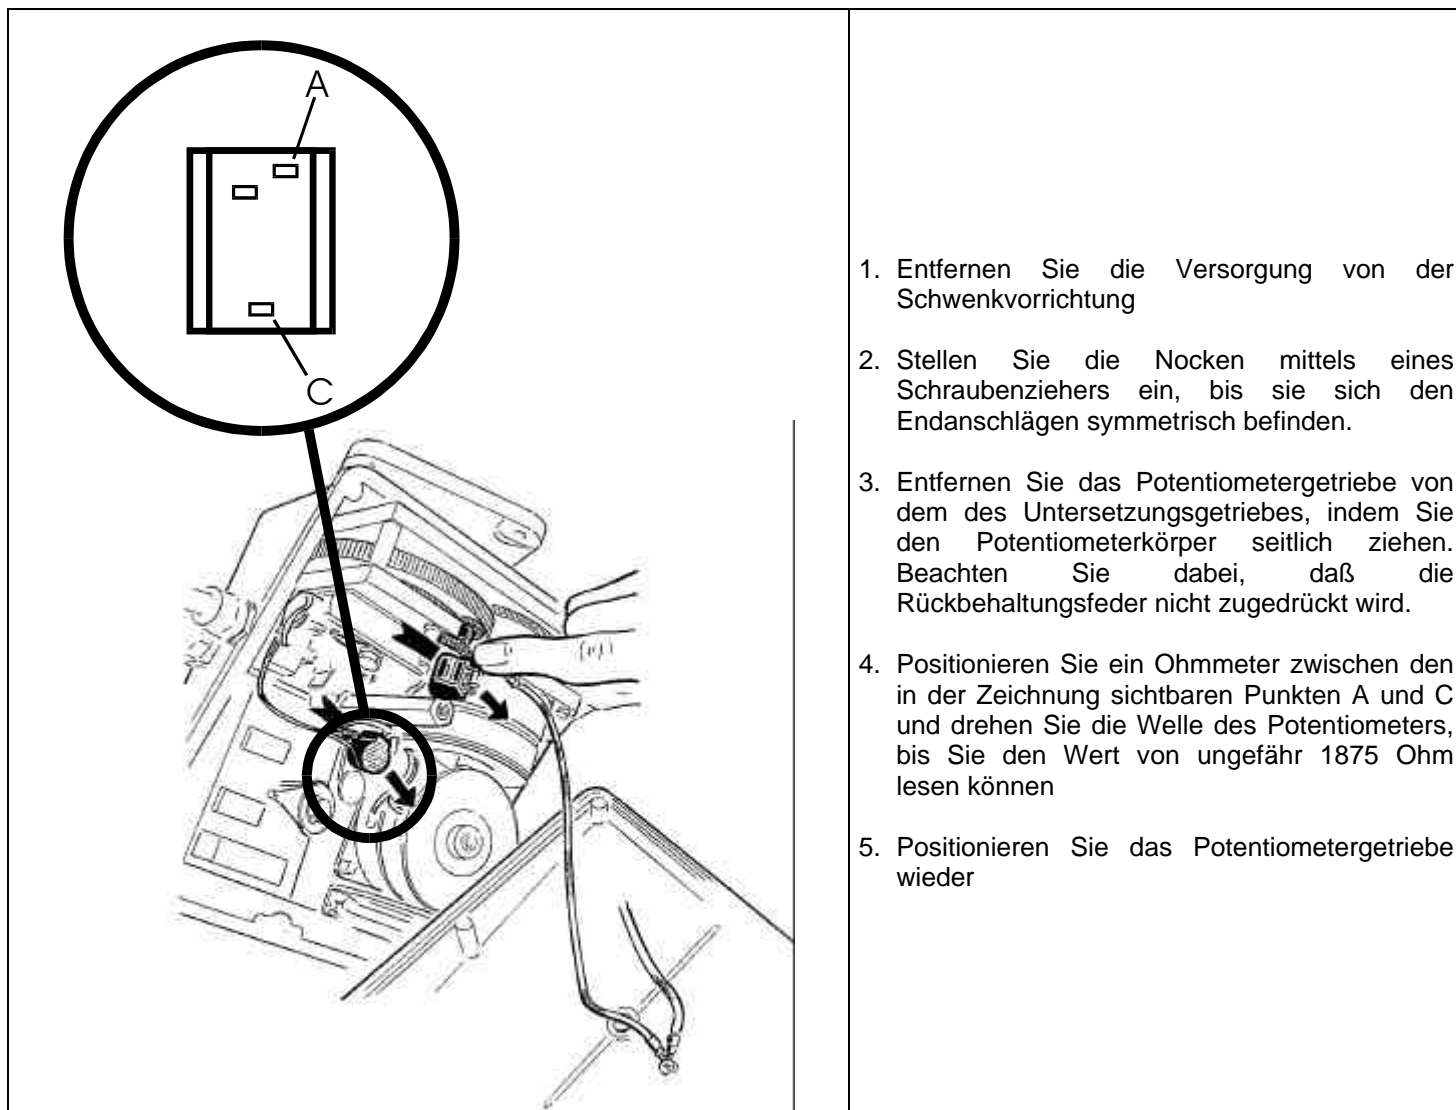 A
C
1. Entfernen Sie die Versorgung von der
Schwenkvorrichtung
2. Stellen Sie die Nocken mittels eines
Schraubenziehers ein, bis sie sich den
Endanschlägen symmetrisch befinden.
3. Entfernen Sie das Potentiometergetriebe von
dem des Untersetzungsgetriebes, indem Sie
den Potentiometerkörper seitlich ziehen.
Beachten Sie dabei, daß die
Rückbehaltungsfeder nicht zugedrückt wird.
4. Positionieren Sie ein Ohmmeter zwischen den
in der Zeichnung sichtbaren Punkten A und C
und drehen Sie die Welle des Potentiometers,
bis Sie den Wert von ungefähr 1875 Ohm
lesen können
5. Positionieren Sie das Potentiometergetriebe
wieder